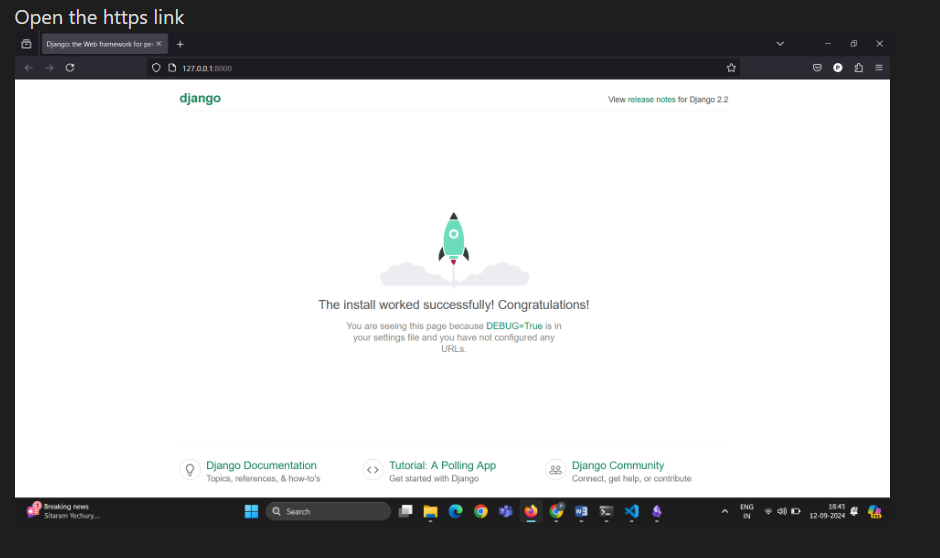 Open the https link
Django: the Web framework for pe
127.0.0.1:8000
django
View release notes for Django 2.2
The install worked successfully! Congratulations!
You are seeing this page because DEBUG=True is in
your settings file and you have not configured any
URLs.
Django Documentation
Topics, references, & how-to's
Tutorial: A Polling App
Get started with Django
Django Community
Connect, get help, or contribute
1
Breaking news
Sitaram Yechury,...
Search
ENG
IN
18:45
12-09-2024